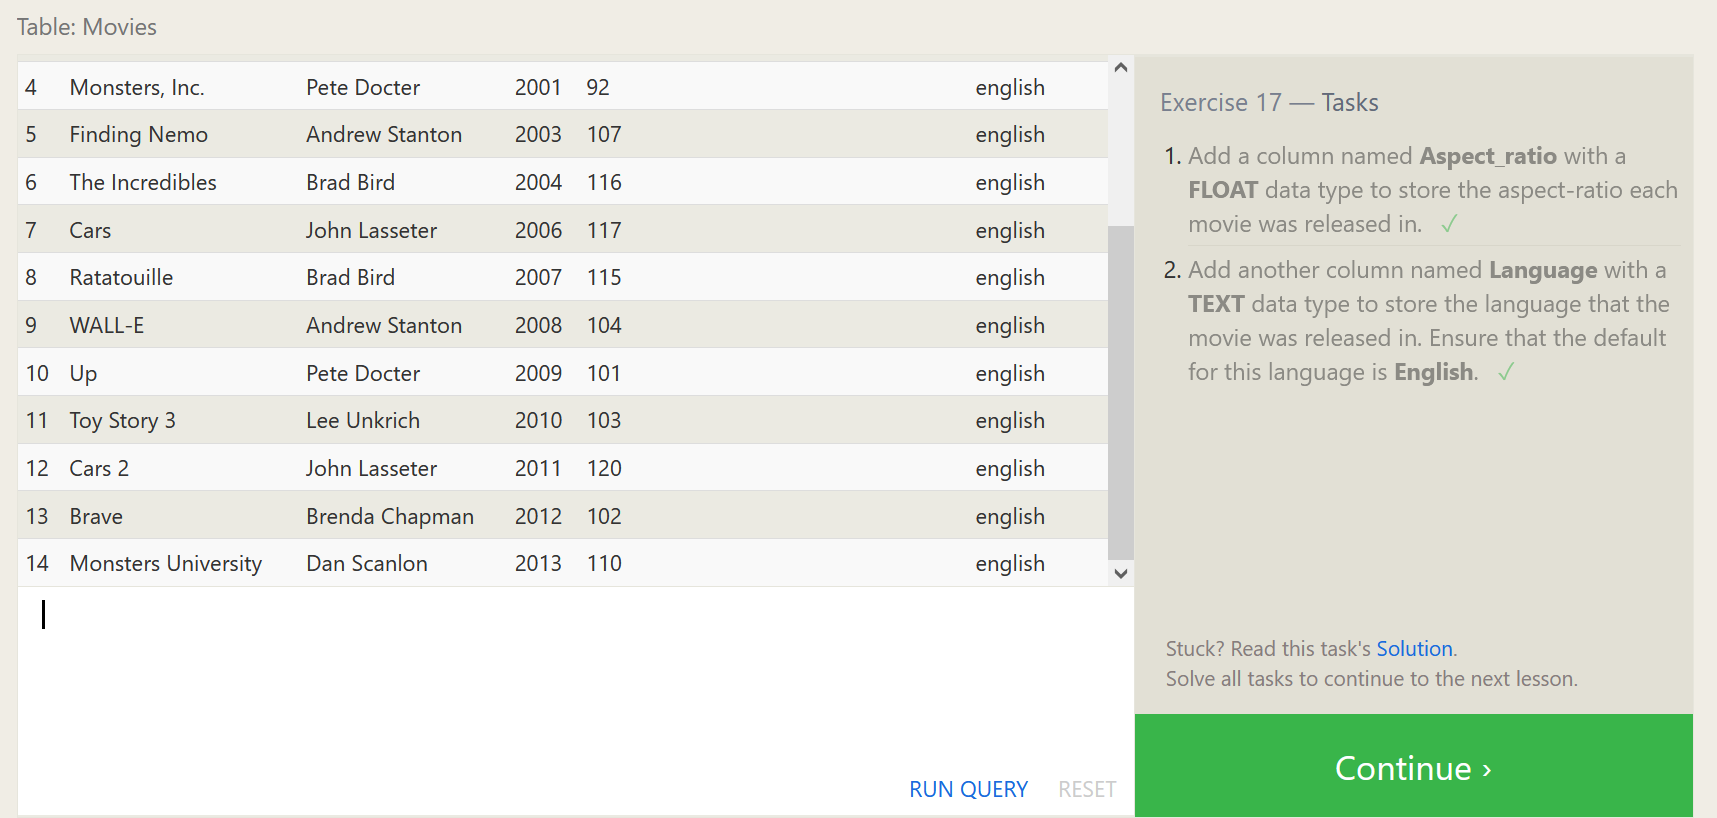 Table: Movies
4 Monsters, Inc. Pete Docter 2001 92 english
5 Finding Nemo Andrew Stanton 2003 107 english
6 The Incredibles Brad Bird 2004 116 english
7 Cars John Lasseter 2006 117 english
8 Ratatouille Brad Bird 2007 115 english
9 WALL-E Andrew Stanton 2008 104 english
10 Up Pete Docter 2009 101 english
11 Toy Story 3 Lee Unkrich 2010 103 english
12 Cars 2 John Lasseter 2011 120 english
13 Brave Brenda Chapman 2012 102 english
14 Monsters University Dan Scanlon 2013 110 english
RUN QUERY RESET
Exercise 17 — Tasks
1. Add a column named Aspect_ratio with a
FLOAT data type to store the aspect-ratio each
movie was released in. ✓
2. Add another column named Language with a
TEXT data type to store the language that the
movie was released in. Ensure that the default
for this language is English. ✓
Stuck? Read this task's Solution.
Solve all tasks to continue to the next lesson.
Continue ›